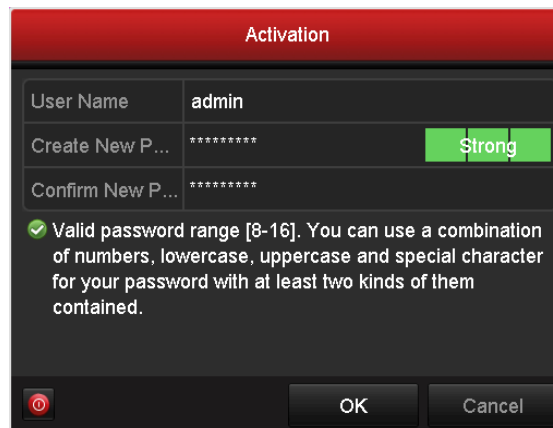 Activation
User Name admin
Create New P... ********* Strong
Confirm New P... *********
Valid password range [8-16]. You can use a combination
of numbers, lowercase, uppercase and special character
for your password with at least two kinds of them
contained.
OK Cancel